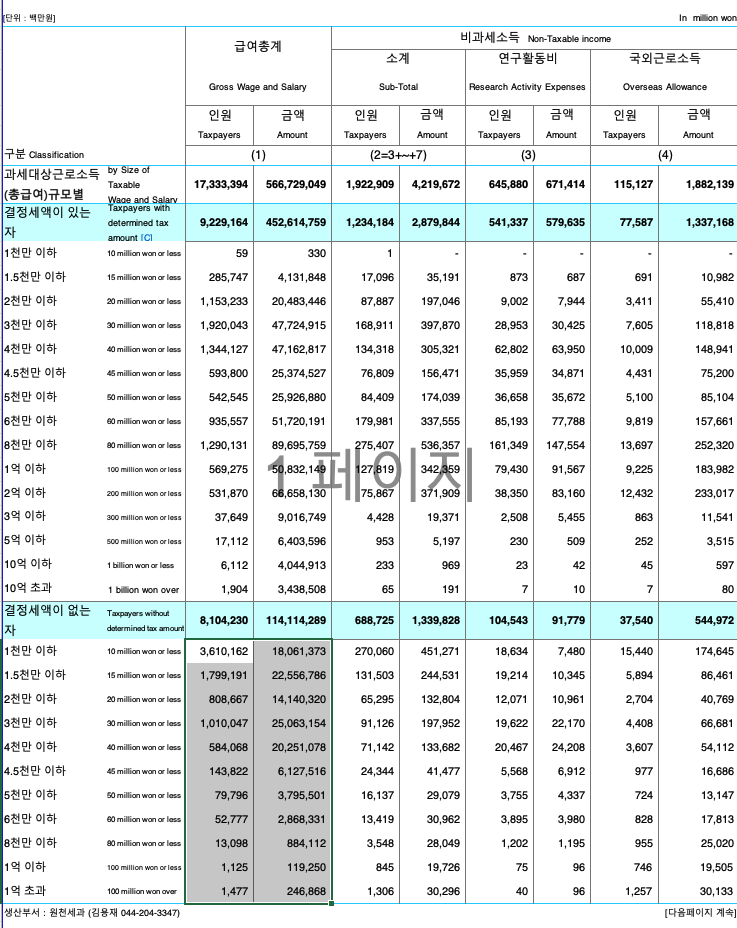 [단위 : 백만원] In million won
급여총계 비과세소득 Non-Taxable income
소계 연구활동비 국외근로소득
Gross Wage and Salary Sub-Total Research Activity Expenses Overseas Allowance
인원 금액 인원 금액 인원 금액 인원 금액
Taxpayers Amount Taxpayers Amount Taxpayers Amount Taxpayers Amount
구분 Classification (1) (2=3+~+7) (3) (4)
과세대상근로소득 (총급여)규모별 by Size of Taxable Wage and Salary 17,333,394 566,729,049 1,922,909 4,219,672 645,880 671,414 115,127 1,882,139
결정세액이 있는 자 Taxpayers with determined tax amount [C] 9,229,164 452,614,759 1,234,184 2,879,844 541,337 579,635 77,587 1,337,168
1천만 이하 10 million won or less 59 330 1 - - - - -
1.5천만 이하 15 million won or less 285,747 4,131,848 17,096 35,191 873 687 691 10,982
2천만 이하 20 million won or less 1,153,233 20,483,446 87,887 197,046 9,002 7,944 3,411 55,410
3천만 이하 30 million won or less 1,920,043 47,724,915 168,911 397,870 28,953 30,425 7,605 118,818
4천만 이하 40 million won or less 1,344,127 47,162,817 134,318 305,321 62,802 63,950 10,009 148,941
4.5천만 이하 45 million won or less 593,800 25,374,527 76,809 156,471 35,959 34,871 4,431 75,200
5천만 이하 50 million won or less 542,545 25,926,880 84,409 174,039 36,658 35,672 5,100 85,104
6천만 이하 60 million won or less 935,557 51,720,191 179,981 337,555 85,193 77,788 9,819 157,661
8천만 이하 80 million won or less 1,290,131 89,695,759 275,407 536,357 161,349 147,554 13,697 252,320
1억 이하 100 million won or less 569,275 50,832,149 127,819 342,359 79,430 91,567 9,225 183,982
1 페이지
2억 이하 200 million won or less 531,870 66,658,130 75,867 371,909 38,350 83,160 12,432 233,017
3억 이하 300 million won or less 37,649 9,016,749 4,428 19,371 2,508 5,455 863 11,541
5억 이하 500 million won or less 17,112 6,403,596 953 5,197 230 509 252 3,515
10억 이하 1 billion won or less 6,112 4,044,913 233 969 23 42 45 597
10억 초과 1 billion won over 1,904 3,438,508 65 191 7 10 7 80
결정세액이 없는 자 Taxpayers without determined tax amount 8,104,230 114,114,289 688,725 1,339,828 104,543 91,779 37,540 544,972
1천만 이하 10 million won or less 3,610,162 18,061,373 270,060 451,271 18,634 7,480 15,440 174,645
1.5천만 이하 15 million won or less 1,799,191 22,556,786 131,503 244,531 19,214 10,345 5,894 86,461
2천만 이하 20 million won or less 808,667 14,140,320 65,295 132,804 12,071 10,961 2,704 40,769
3천만 이하 30 million won or less 1,010,047 25,063,154 91,126 197,952 19,622 22,170 4,408 66,681
4천만 이하 40 million won or less 584,068 20,251,078 71,142 133,682 20,467 24,208 3,607 54,112
4.5천만 이하 45 million won or less 143,822 6,127,516 24,344 41,477 5,568 6,912 977 16,686
5천만 이하 50 million won or less 79,796 3,795,501 16,137 29,079 3,755 4,337 724 13,147
6천만 이하 60 million won or less 52,777 2,868,331 13,419 30,962 3,895 3,980 828 17,813
8천만 이하 80 million won or less 13,098 884,112 3,548 28,049 1,202 1,195 955 25,020
1억 이하 100 million won or less 1,125 119,250 845 19,726 75 96 746 19,505
1억 초과 100 million won over 1,477 246,868 1,306 30,296 40 96 1,257 30,133
생산부서 : 원천세과 (김용재 044-204-3347) [다음페이지 계속]